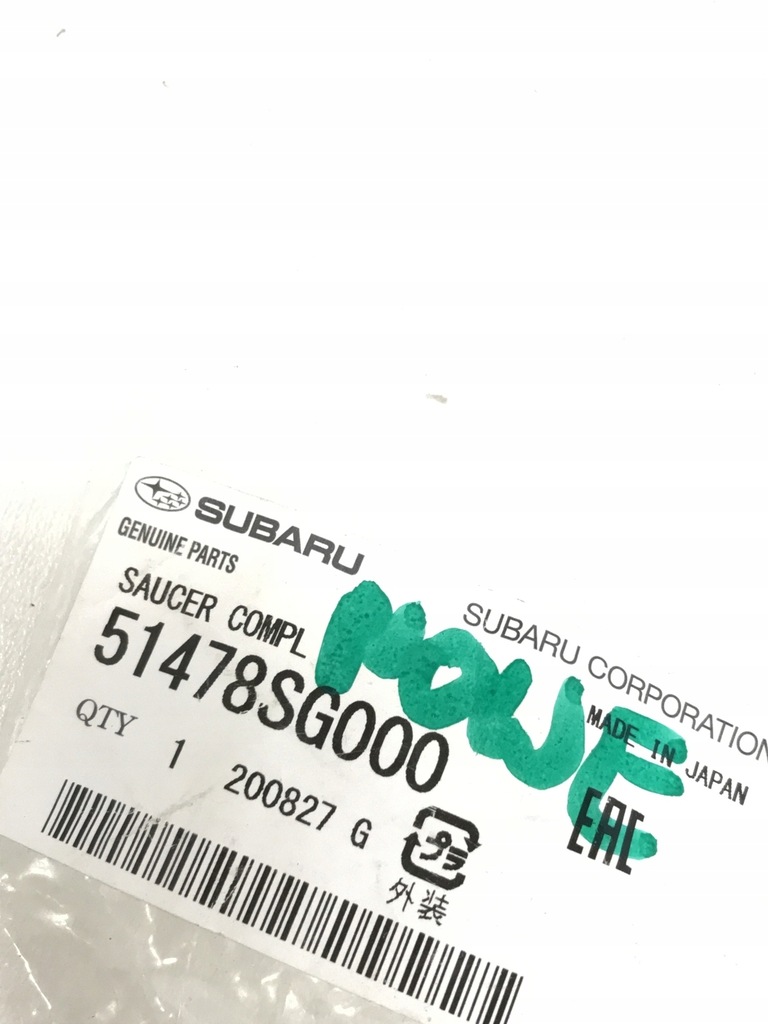 SUBARU
GENUINE PARTS
SAUCER COMPL
51478SG000
QTY 1 200827 G
プラ
外装
SUBARU CORPORATION
MADE IN JAPAN
EAC
NOWE